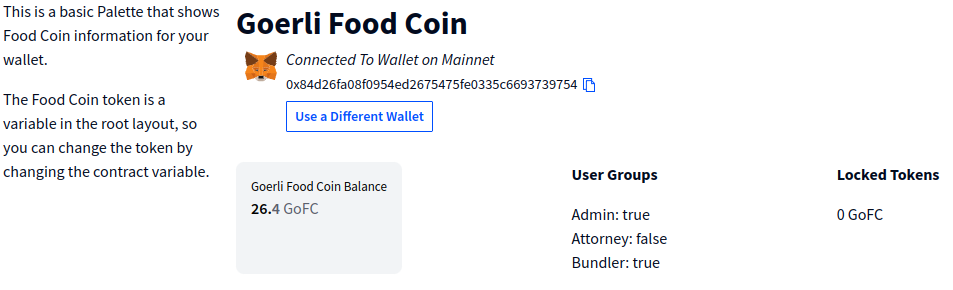 This is a basic Palette that shows
Food Coin information for your
wallet.
The Food Coin token is a
variable in the root layout, so
you can change the token by
changing the contract variable.
Goerli Food Coin
Connected To Wallet on Mainnet
0x84d26fa08f0954ed2675475fe0335c6693739754
Use a Different Wallet
Goerli Food Coin Balance
26.4 GoFC
User Groups
Admin: true
Attorney: false
Bundler: true
Locked Tokens
0 GoFC